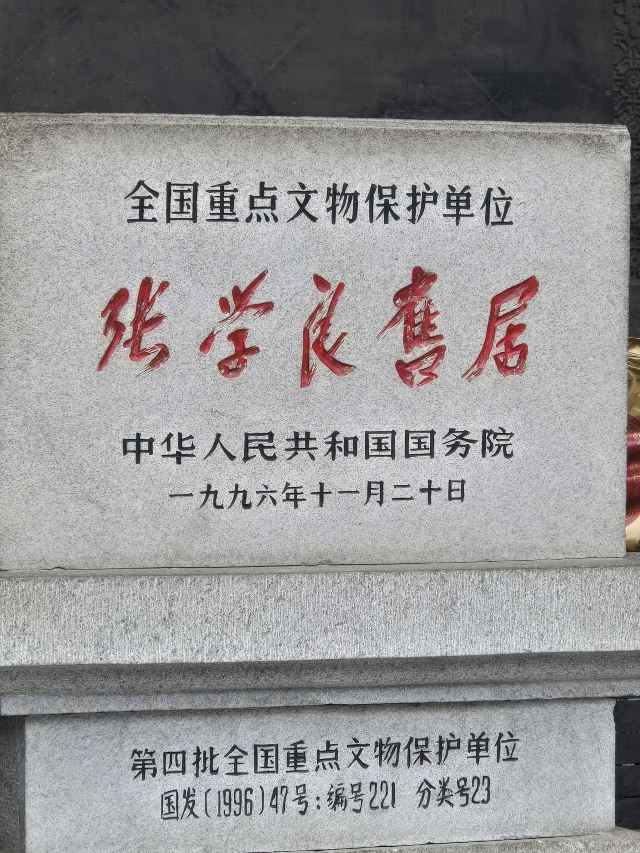 全国重点文物保护单位
张学良舊居
中华人民共和国国务院
一九九六年十一月二十日
第四批全国重点文物保护单位
国发(1996)47号:编号221 分类号23